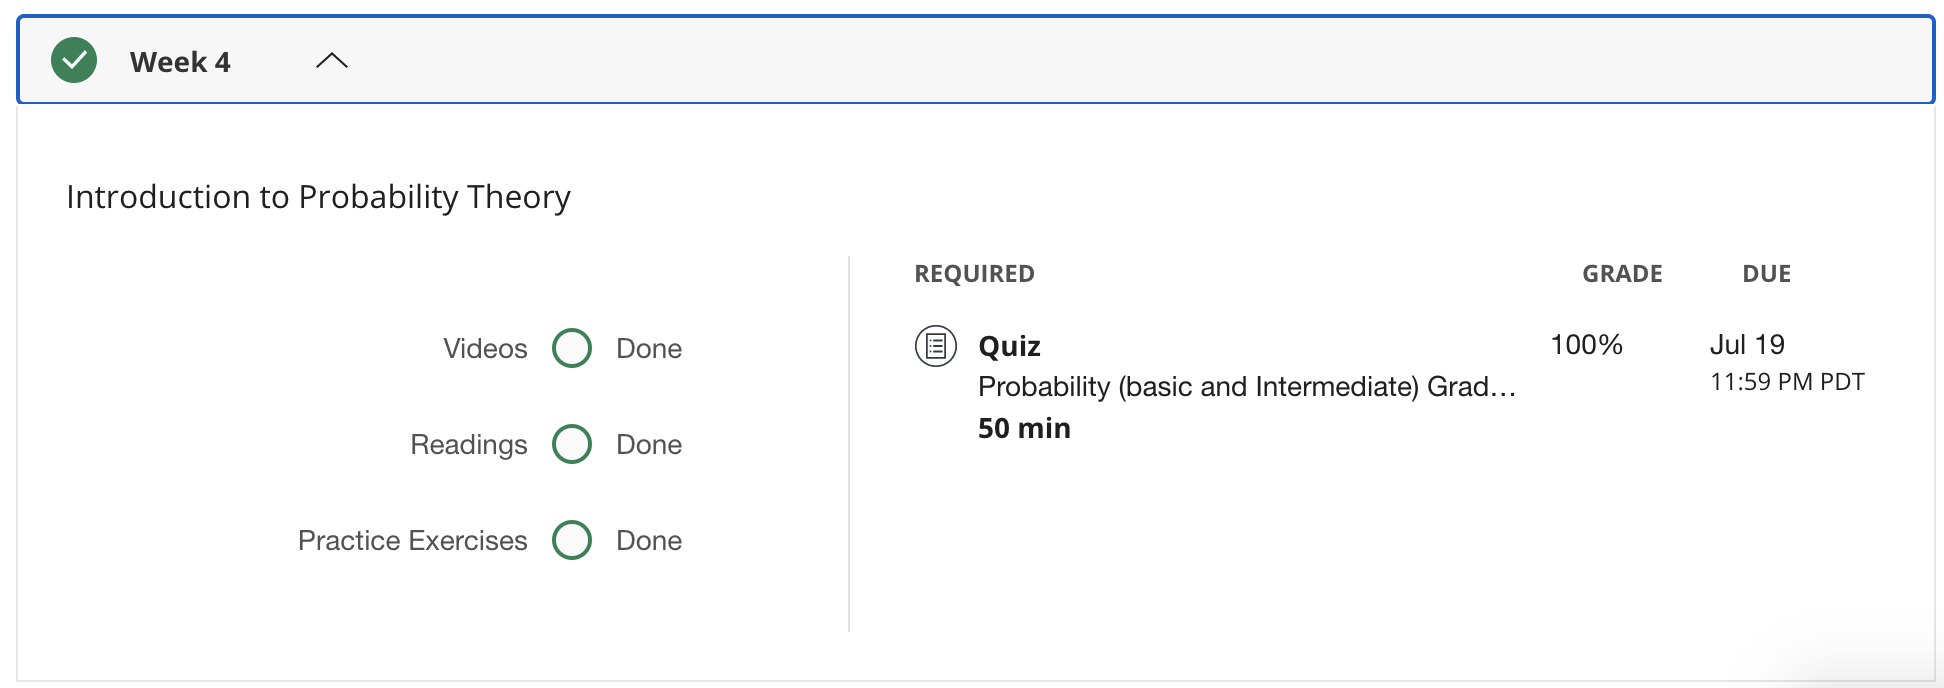 Week 4
Introduction to Probability Theory
Videos Done
Readings Done
Practice Exercises Done
REQUIRED GRADE DUE
Quiz 100% Jul 19
Probability (basic and Intermediate) Grad... 11:59 PM PDT
50 min